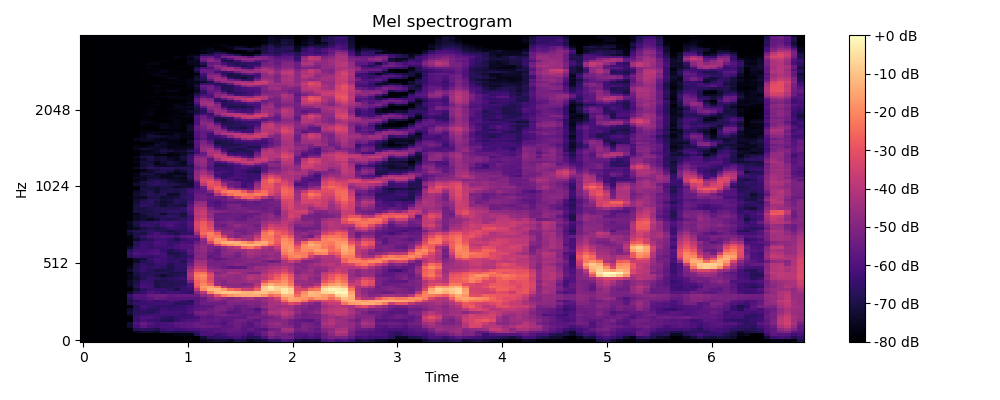 Mel spectrogram
+0 dB
-10 dB
-20 dB
-30 dB
-40 dB
-50 dB
-60 dB
-70 dB
-80 dB
Hz
2048
1024
512
0
0 1 2 3 4 5 6
Time